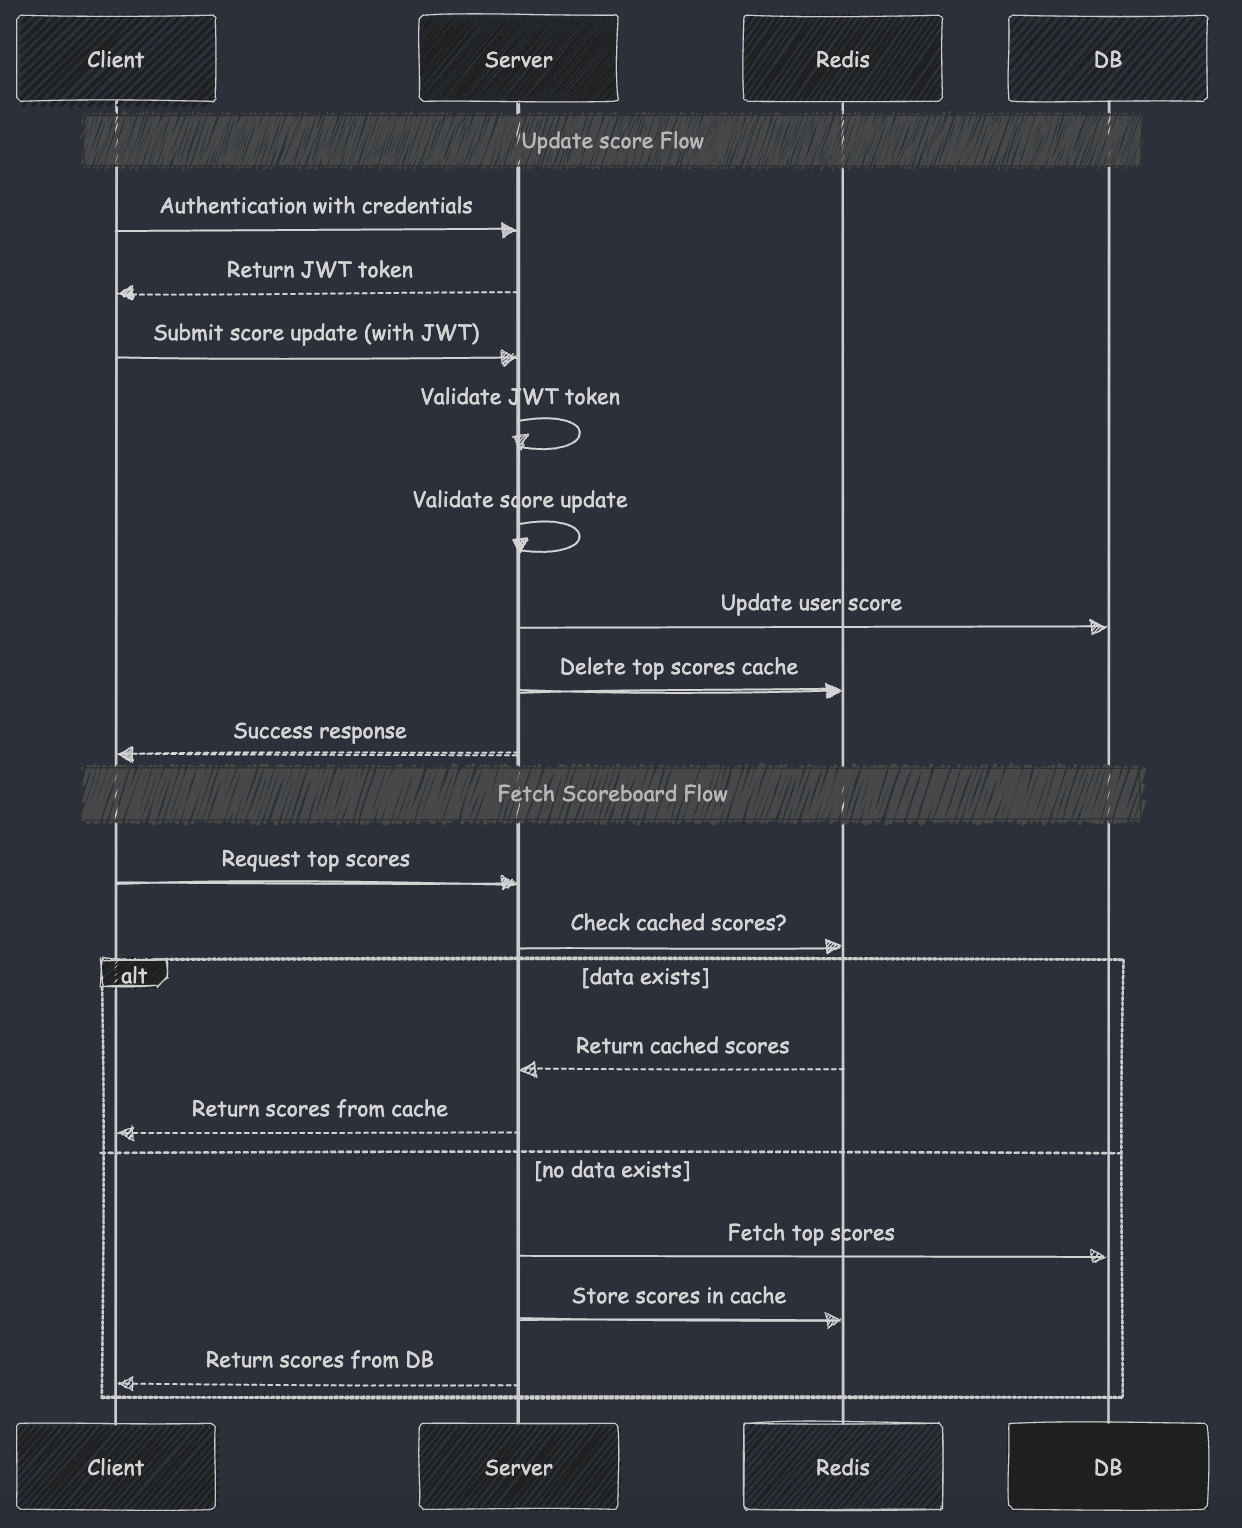 Client
Server
Redis
DB
Update score Flow
Authentication with credentials
Return JWT token
Submit score update (with JWT)
Validate JWT token
Validate score update
Update user score
Delete top scores cache
Success response
Fetch Scoreboard Flow
Request top scores
Check cached scores?
alt
[data exists]
Return cached scores
Return scores from cache
[no data exists]
Fetch top scores
Store scores in cache
Return scores from DB
Client
Server
Redis
DB